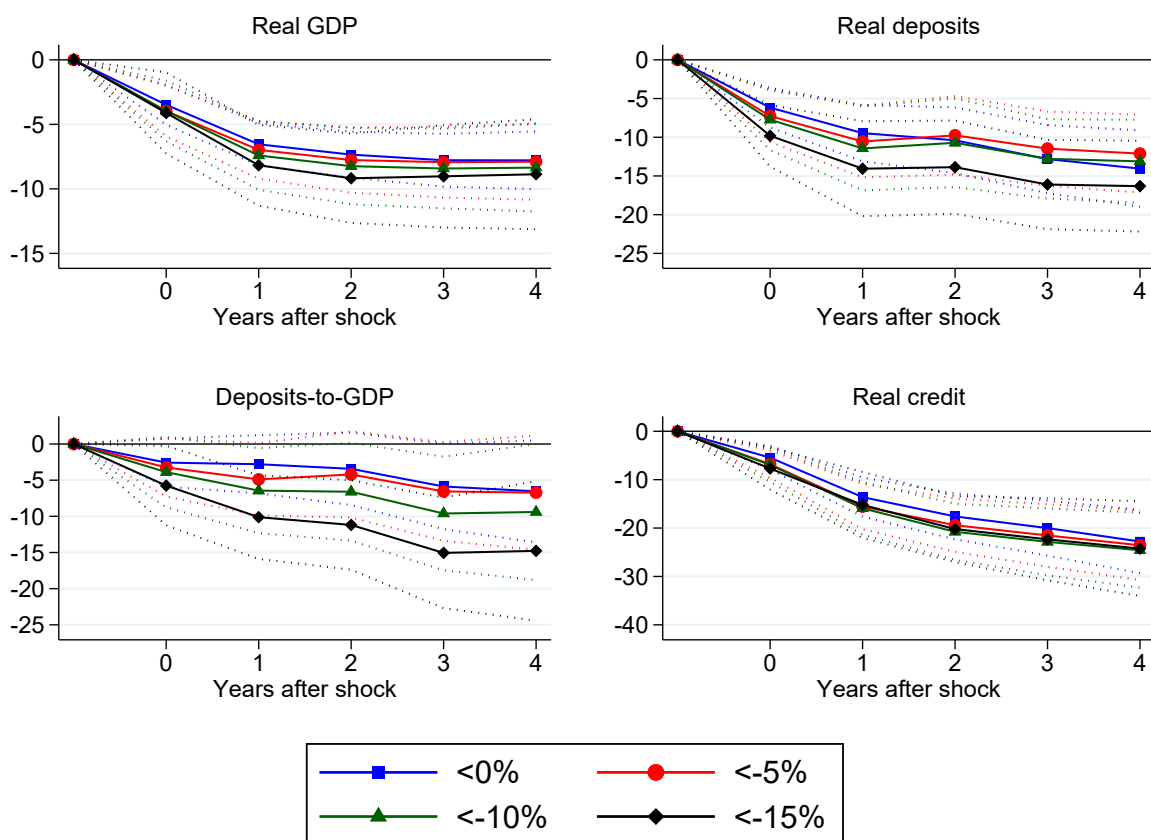 Real GDP
0
-5
-10
-15
0 1 2 3 4
Years after shock
Real deposits
0
-5
-10
-15
-20
-25
0 1 2 3 4
Years after shock
Deposits-to-GDP
0
-5
-10
-15
-20
-25
0 1 2 3 4
Years after shock
Real credit
0
-10
-20
-30
-40
0 1 2 3 4
Years after shock
<0% <-5%
<-10% <-15%